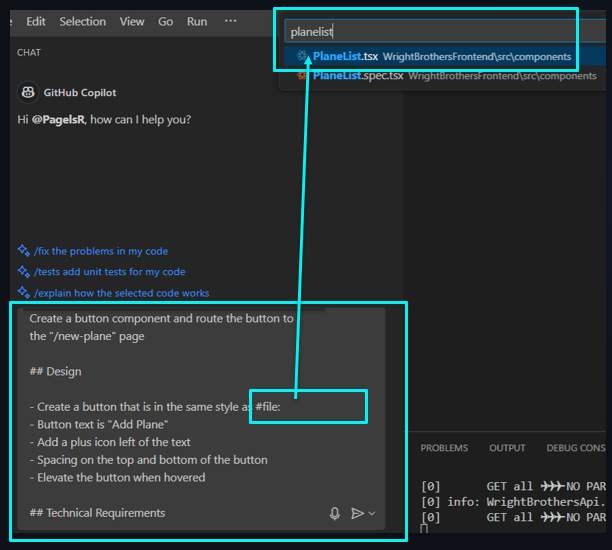 Edit Selection View Go Run ···
planelist
CHAT
PlaneList.tsx WrightBrothersFrontend\src\components
PlaneList.spec.tsx WrightBrothersFrontend\src\components
GitHub Copilot
Hi @PagelsR, how can I help you?
/fix the problems in my code
/tests add unit tests for my code
/explain how the selected code works
Create a button component and route the button to
the "/new-plane" page
## Design
- Create a button that is in the same style as #file:
- Button text is "Add Plane"
- Add a plus icon left of the text
- Spacing on the top and bottom of the button
- Elevate the button when hovered
## Technical Requirements
PROBLEMS OUTPUT DEBUG CONS
[0] GET all ✈✈✈ NO PAR
[0] info: WrightBrothersApi.
[0] GET all ✈✈✈ NO PAR